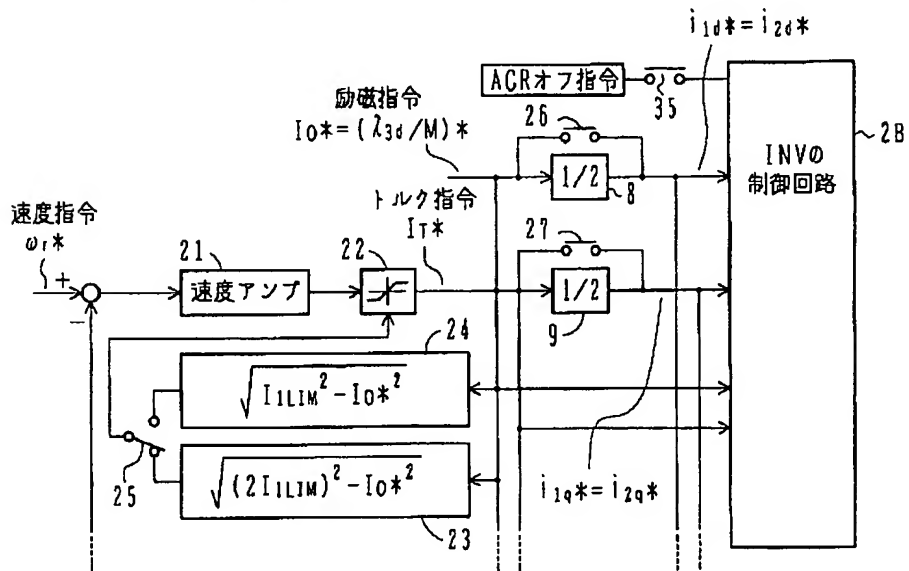 i1d*=i2d*
ACRオフ指令
35
2B
励磁指令
I0*=(λ3d/M)*
26
1/2
8
INVの
制御回路
トルク指令
IT*
速度指令
ωr*
+
−
21
速度アンプ
22
27
1/2
9
24
√I1LIM²−I0*²
25
√(2I1LIM)²−I0*²
23
i1q*=i2q*